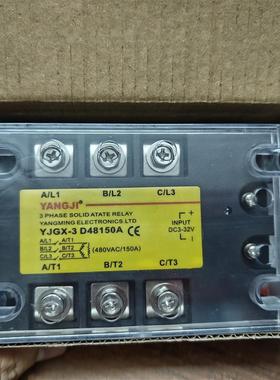 A/L1 B/L2 C/L3
YANGJI
3 PHASE SOLID ATATE RELAY
YANGMING ELECTRONICS LTD
YJGX-3 D48150A CE
A/L1 A/T1
B/L2 B/T2
C/L3 C/T3
(480VAC/150A)
INPUT
DC3-32V
+
-
A/T1 B/T2 C/T3